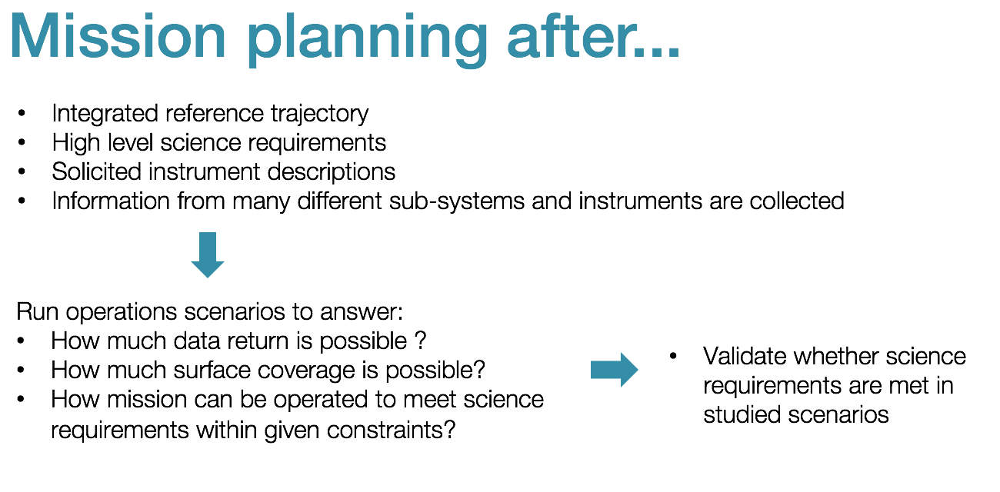 Mission planning after...
• Integrated reference trajectory
• High level science requirements
• Solicited instrument descriptions
• Information from many different sub-systems and instruments are collected
Run operations scenarios to answer:
• How much data return is possible ?
• How much surface coverage is possible?
• How mission can be operated to meet science
requirements within given constraints?
• Validate whether science
requirements are met in
studied scenarios